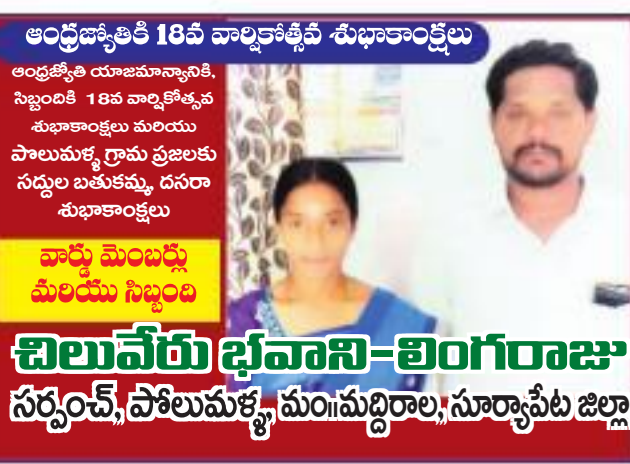 ఆంధ్రజ్యోతికి 18వ వార్షికోత్సవ శుభాకాంక్షలు
ఆంధ్రజ్యోతి యాజమాన్యానికి,
సిబ్బందికి 18వ వార్షికోత్సవ
శుభాకాంక్షలు మరియు
పొలుమళ్ళ గ్రామ ప్రజలకు
సద్దుల బతుకమ్మ, దసరా
శుభాకాంక్షలు
వార్డు మెంబర్లు
మరియు సిబ్బంది
చిలువేరు భవాని-లింగరాజు
సర్పంచ్, పోలుమళ్ళ, మం॥మద్దిరాల, సూర్యాపేట జిల్లా